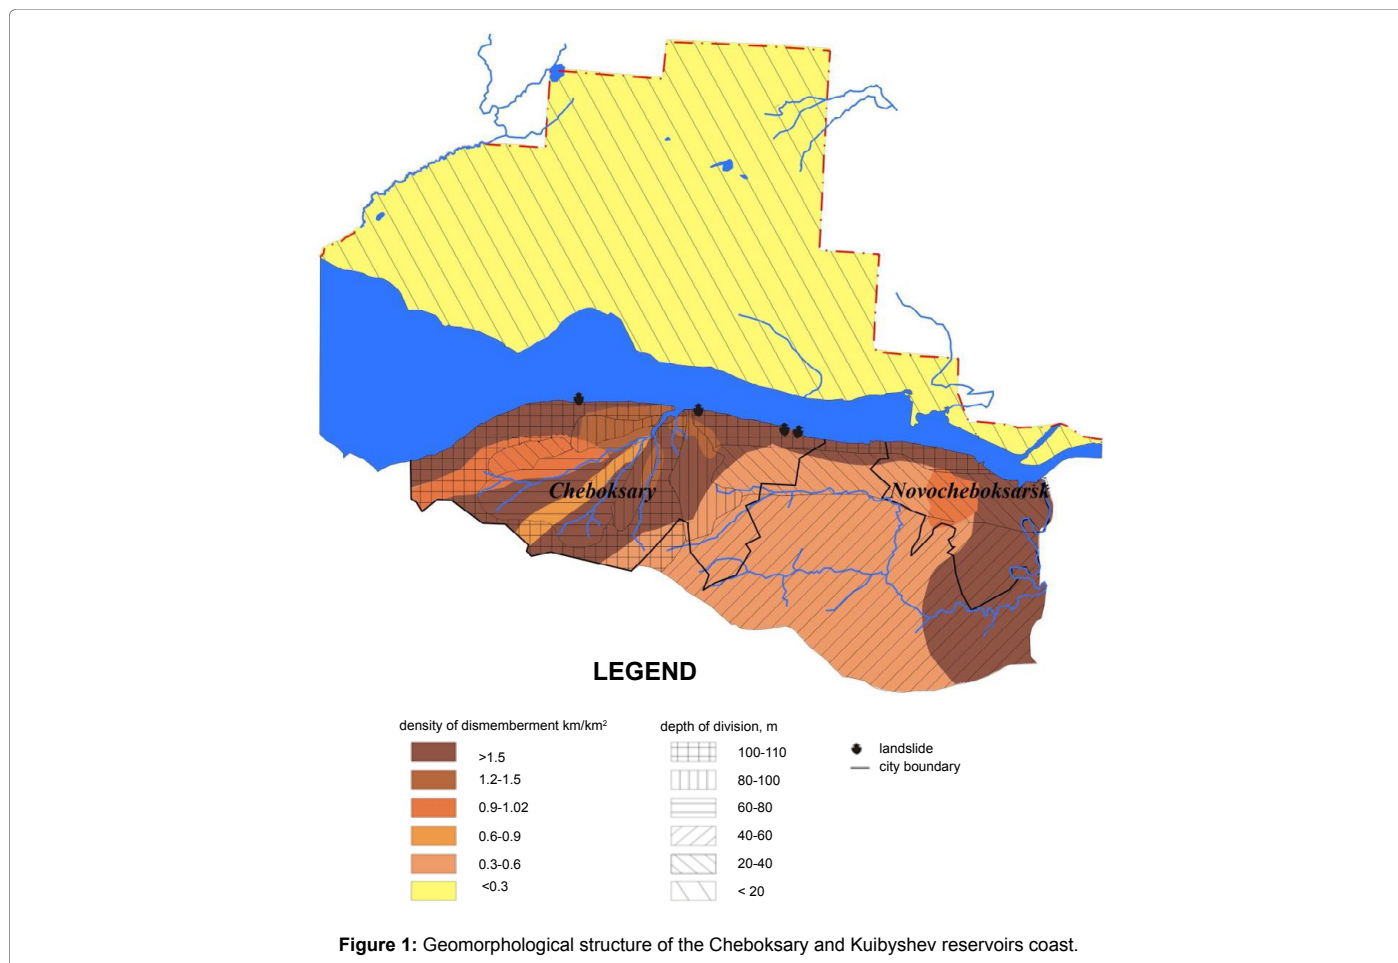 Cheboksary
Novocheboksarsk
LEGEND
density of dismemberment km/km²
>1.5
1.2-1.5
0.9-1.02
0.6-0.9
0.3-0.6
<0.3
depth of division, m
100-110
80-100
60-80
40-60
20-40
< 20
landslide
city boundary
Figure 1: Geomorphological structure of the Cheboksary and Kuibyshev reservoirs coast.